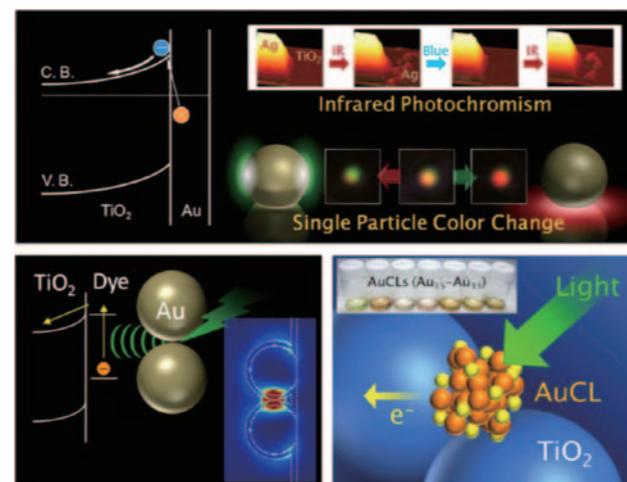 C.B.
V.B.
TiO₂ Au
Ag TiO₂ IR Ag Blue IR
Infrared Photochromism
Single Particle Color Change
TiO₂ Dye
Au
AuCLs (Au₁₅–Au₃₃)
Light
AuCL
e⁻
TiO₂